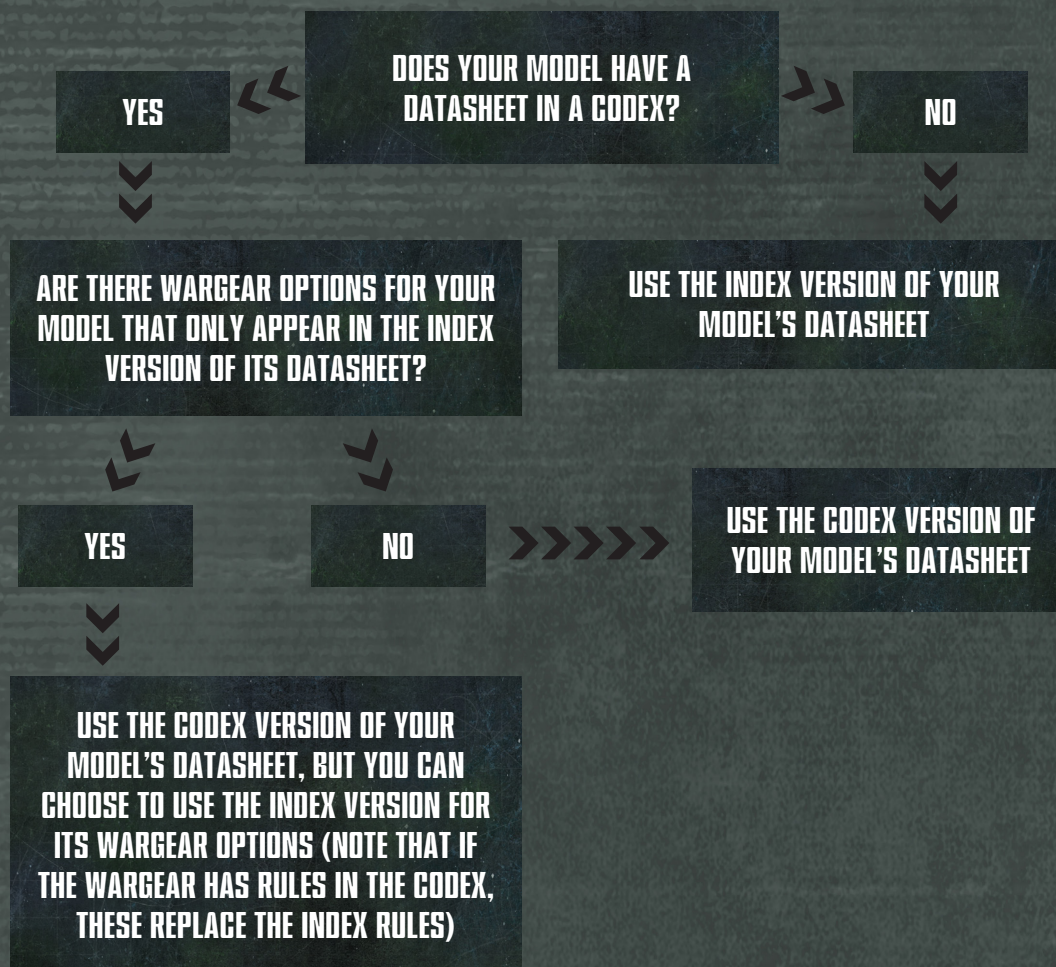 DOES YOUR MODEL HAVE A
DATASHEET IN A CODEX?
YES
NO
ARE THERE WARGEAR OPTIONS FOR YOUR
MODEL THAT ONLY APPEAR IN THE INDEX
VERSION OF ITS DATASHEET?
USE THE INDEX VERSION OF YOUR
MODEL’S DATASHEET
YES
NO
USE THE CODEX VERSION OF
YOUR MODEL’S DATASHEET
USE THE CODEX VERSION OF YOUR
MODEL’S DATASHEET, BUT YOU CAN
CHOOSE TO USE THE INDEX VERSION FOR
ITS WARGEAR OPTIONS (NOTE THAT IF
THE WARGEAR HAS RULES IN THE CODEX,
THESE REPLACE THE INDEX RULES)